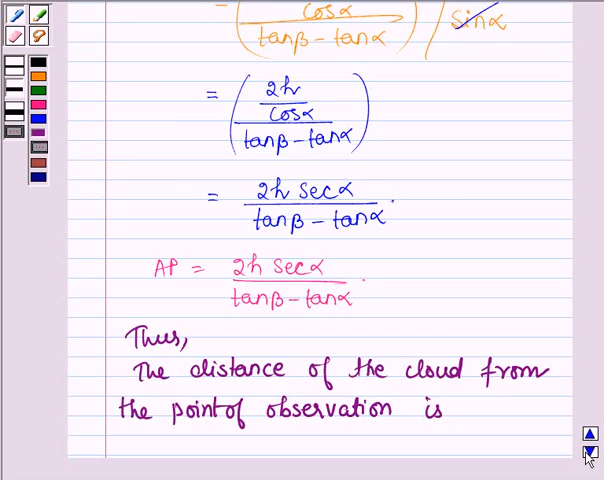 = ( cosα / tanβ – tanα ) / sinα
= ( 2h / cosα / tanβ – tanα )
= 2h secα / tanβ – tanα .
AP = 2h secα / tanβ – tanα .
Thus,
The distance of the cloud from
the point of observation is